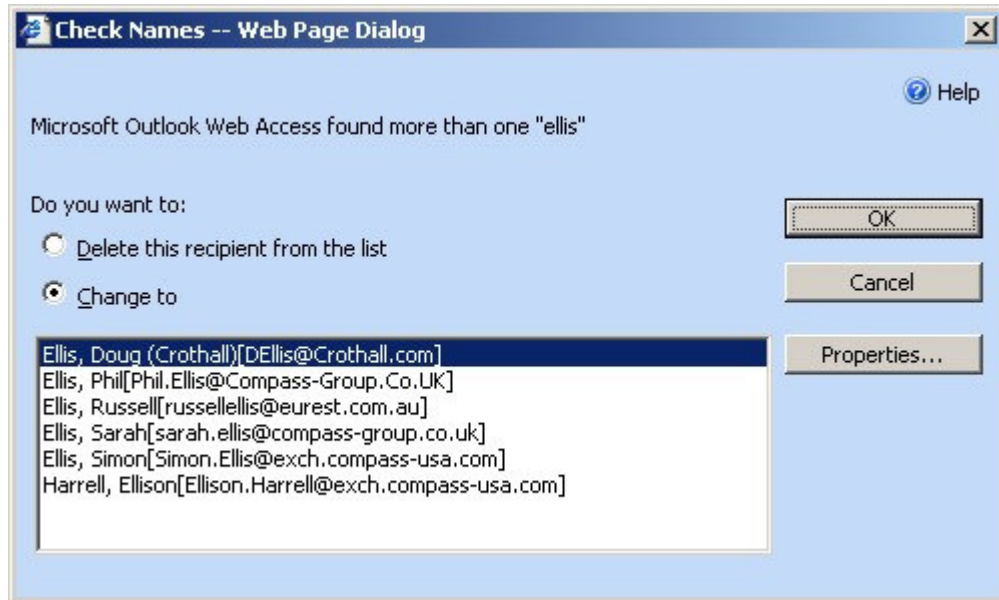 Check Names -- Web Page Dialog
Help
Microsoft Outlook Web Access found more than one "ellis"
Do you want to:
OK
Delete this recipient from the list
Cancel
Change to
Properties...
Ellis, Doug (Crothall)[DEllis@Crothall.com]
Ellis, Phil[Phil.Ellis@Compass-Group.Co.UK]
Ellis, Russell[russellellis@eurest.com.au]
Ellis, Sarah[sarah.ellis@compass-group.co.uk]
Ellis, Simon[Simon.Ellis@exch.compass-usa.com]
Harrell, Ellison[Ellison.Harrell@exch.compass-usa.com]